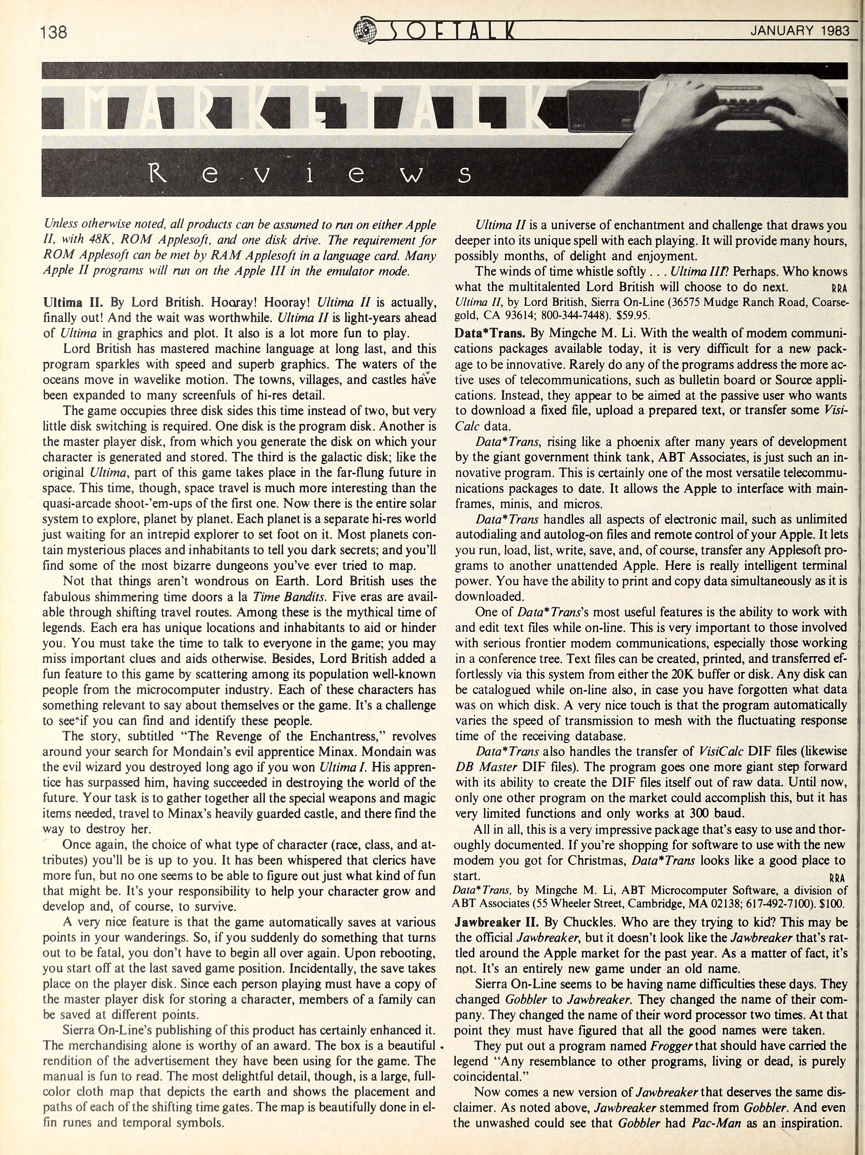 138
SOFTALK
JANUARY 1983
MARKETALK
Reviews
Unless otherwise noted, all products can be assumed to run on either Apple
II, with 48K, ROM Applesoft, and one disk drive. The requirement for
ROM Applesoft can be met by RAM Applesoft in a language card. Many
Apple II programs will run on the Apple III in the emulator mode.
Ultima II. By Lord British. Hooray! Hooray! Ultima II is actually,
finally out! And the wait was worthwhile. Ultima II is light-years ahead
of Ultima in graphics and plot. It also is a lot more fun to play.
Lord British has mastered machine language at long last, and this
program sparkles with speed and superb graphics. The waters of the
oceans move in wavelike motion. The towns, villages, and castles have
been expanded to many screenfuls of hi-res detail.
The game occupies three disk sides this time instead of two, but very
little disk switching is required. One disk is the program disk. Another is
the master player disk, from which you generate the disk on which your
character is generated and stored. The third is the galactic disk; like the
original Ultima, part of this game takes place in the far-flung future in
space. This time, though, space travel is much more interesting than the
quasi-arcade shoot-'em-ups of the first one. Now there is the entire solar
system to explore, planet by planet. Each planet is a separate hi-res world
just waiting for an intrepid explorer to set foot on it. Most planets con-
tain mysterious places and inhabitants to tell you dark secrets; and you'll
find some of the most bizarre dungeons you've ever tried to map.
Not that things aren't wondrous on Earth. Lord British uses the
fabulous shimmering time doors a la Time Bandits. Five eras are avail-
able through shifting travel routes. Among these is the mythical time of
legends. Each era has unique locations and inhabitants to aid or hinder
you. You must take the time to talk to everyone in the game; you may
miss important clues and aids otherwise. Besides, Lord British added a
fun feature to this game by scattering among its population well-known
people from the microcomputer industry. Each of these characters has
something relevant to say about themselves or the game. It's a challenge
to see if you can find and identify these people.
The story, subtitled "The Revenge of the Enchantress," revolves
around your search for Mondain's evil apprentice Minax. Mondain was
the evil wizard you destroyed long ago if you won Ultima I. His appren-
tice has surpassed him, having succeeded in destroying the world of the
future. Your task is to gather together all the special weapons and magic
items needed, travel to Minax's heavily guarded castle, and there find the
way to destroy her.
Once again, the choice of what type of character (race, class, and at-
tributes) you'll be is up to you. It has been whispered that clerics have
more fun, but no one seems to be able to figure out just what kind of fun
that might be. It's your responsibility to help your character grow and
develop and, of course, to survive.
A very nice feature is that the game automatically saves at various
points in your wanderings. So, if you suddenly do something that turns
out to be fatal, you don't have to begin all over again. Upon rebooting,
you start off at the last saved game position. Incidentally, the save takes
place on the player disk. Since each person playing must have a copy of
the master player disk for storing a character, members of a family can
be saved at different points.
Sierra On-Line's publishing of this product has certainly enhanced it.
The merchandising alone is worthy of an award. The box is a beautiful
rendition of the advertisement they have been using for the game. The
manual is fun to read. The most delightful detail, though, is a large, full-
color cloth map that depicts the earth and shows the placement and
paths of each of the shifting time gates. The map is beautifully done in el-
fin runes and temporal symbols.
Ultima II is a universe of enchantment and challenge that draws you
deeper into its unique spell with each playing. It will provide many hours,
possibly months, of delight and enjoyment.
The winds of time whistle softly . . . Ultima III? Perhaps. Who knows
what the multitalented Lord British will choose to do next. RRA
Ultima II, by Lord British, Sierra On-Line (36575 Mudge Ranch Road, Coarse-
gold, CA 93614; 800-344-7448). $59.95.
Data*Trans. By Mingche M. Li. With the wealth of modem communi-
cations packages available today, it is very difficult for a new pack-
age to be innovative. Rarely do any of the programs address the more ac-
tive uses of telecommunications, such as bulletin board or Source appli-
cations. Instead, they appear to be aimed at the passive user who wants
to download a fixed file, upload a prepared text, or transfer some Visi-
Calc data.
Data*Trans, rising like a phoenix after many years of development
by the giant government think tank, ABT Associates, is just such an in-
novative program. This is certainly one of the most versatile telecommu-
nications packages to date. It allows the Apple to interface with main-
frames, minis, and micros.
Data*Trans handles all aspects of electronic mail, such as unlimited
autodialing and autolog-on files and remote control of your Apple. It lets
you run, load, list, write, save, and, of course, transfer any Applesoft pro-
grams to another unattended Apple. Here is really intelligent terminal
power. You have the ability to print and copy data simultaneously as it is
downloaded.
One of Data*Trans's most useful features is the ability to work with
and edit text files while on-line. This is very important to those involved
with serious frontier modem communications, especially those working
in a conference tree. Text files can be created, printed, and transferred ef-
fortlessly via this system from either the 20K buffer or disk. Any disk can
be catalogued while on-line also, in case you have forgotten what data
was on which disk. A very nice touch is that the program automatically
varies the speed of transmission to mesh with the fluctuating response
time of the receiving database.
Data*Trans also handles the transfer of VisiCalc DIF files (likewise
DB Master DIF files). The program goes one more giant step forward
with its ability to create the DIF files itself out of raw data. Until now,
only one other program on the market could accomplish this, but it has
very limited functions and only works at 300 baud.
All in all, this is a very impressive package that's easy to use and thor-
oughly documented. If you're shopping for software to use with the new
modem you got for Christmas, Data*Trans looks like a good place to
start. RRA
Data*Trans, by Mingche M. Li, ABT Microcomputer Software, a division of
ABT Associates (55 Wheeler Street, Cambridge, MA 02138; 617-492-7100). $100.
Jawbreaker II. By Chuckles. Who are they trying to kid? This may be
the official Jawbreaker, but it doesn't look like the Jawbreaker that's rat-
tled around the Apple market for the past year. As a matter of fact, it's
not. It's an entirely new game under an old name.
Sierra On-Line seems to be having name difficulties these days. They
changed Gobbler to Jawbreaker. They changed the name of their com-
pany. They changed the name of their word processor two times. At that
point they must have figured that all the good names were taken.
They put out a program named Frogger that should have carried the
legend "Any resemblance to other programs, living or dead, is purely
coincidental."
Now comes a new version of Jawbreaker that deserves the same dis-
claimer. As noted above, Jawbreaker stemmed from Gobbler. And even
the unwashed could see that Gobbler had Pac-Man as an inspiration.